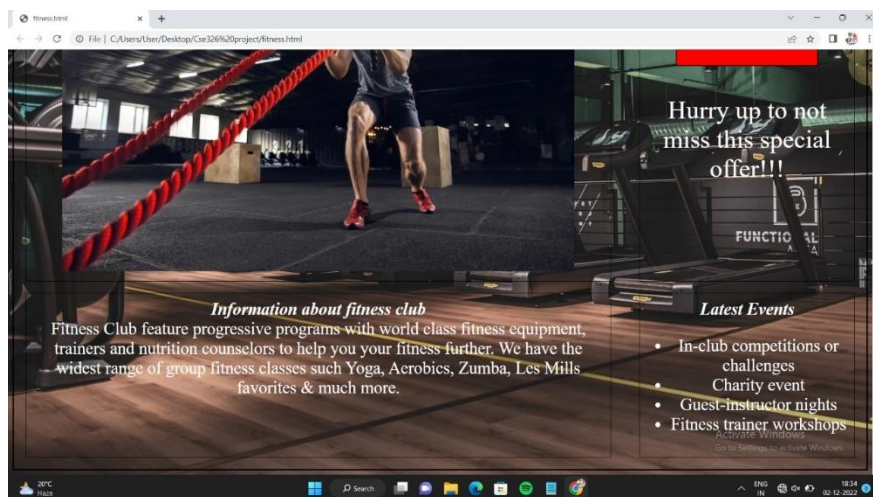 fitness.html
File | C:/Users/User/Desktop/Cse326%20project/fitness.html
Hurry up to not
miss this special
offer!!!
FUNCTIONAL
Information about fitness club
Fitness Club feature progressive programs with world class fitness equipment,
trainers and nutrition counselors to help you your fitness further. We have the
widest range of group fitness classes such Yoga, Aerobics, Zumba, Les Mills
favorites & much more.
Latest Events
• In-club competitions or
challenges
• Charity event
• Guest-instructor nights
• Fitness trainer workshops
Activate Windows
Go to Settings to activate Windows.
20°C
Haze
Search
ENG
IN
18:34
02-12-2022